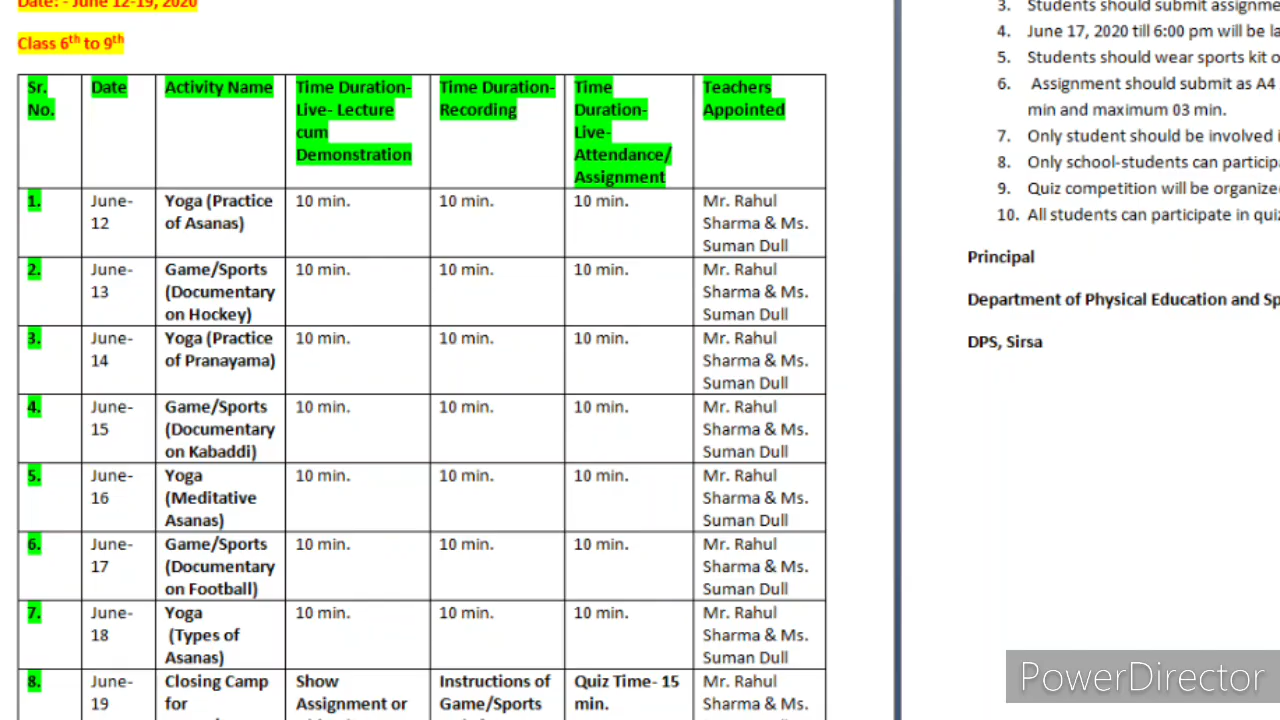 Date: - June 12-19, 2020
Class 6th to 9th
Sr. No. Date Activity Name Time Duration- Live- Lecture cum Demonstration Time Duration- Recording Time Duration- Live- Attendance/ Assignment Teachers Appointed
1. June- 12 Yoga (Practice of Asanas) 10 min. 10 min. 10 min. Mr. Rahul Sharma & Ms. Suman Dull
2. June- 13 Game/Sports (Documentary on Hockey) 10 min. 10 min. 10 min. Mr. Rahul Sharma & Ms. Suman Dull
3. June- 14 Yoga (Practice of Pranayama) 10 min. 10 min. 10 min. Mr. Rahul Sharma & Ms. Suman Dull
4. June- 15 Game/Sports (Documentary on Kabaddi) 10 min. 10 min. 10 min. Mr. Rahul Sharma & Ms. Suman Dull
5. June- 16 Yoga (Meditative Asanas) 10 min. 10 min. 10 min. Mr. Rahul Sharma & Ms. Suman Dull
6. June- 17 Game/Sports (Documentary on Football) 10 min. 10 min. 10 min. Mr. Rahul Sharma & Ms. Suman Dull
7. June- 18 Yoga (Types of Asanas) 10 min. 10 min. 10 min. Mr. Rahul Sharma & Ms. Suman Dull
8. June- 19 Closing Camp for Show Assignment or Instructions of Game/Sports Quiz Time- 15 min. Mr. Rahul Sharma & Ms.
3. Students should submit
4. June 17, 2020 till 6:00 pm will be
5. Students should wear sports kit
6. Assignment should submit as A4
min and maximum 03 min.
7. Only student should be involved
8. Only school-students can
9. Quiz competition will be
10. All students can participate in
Principal
Department of Physical Education and
DPS, Sirsa
PowerDirector